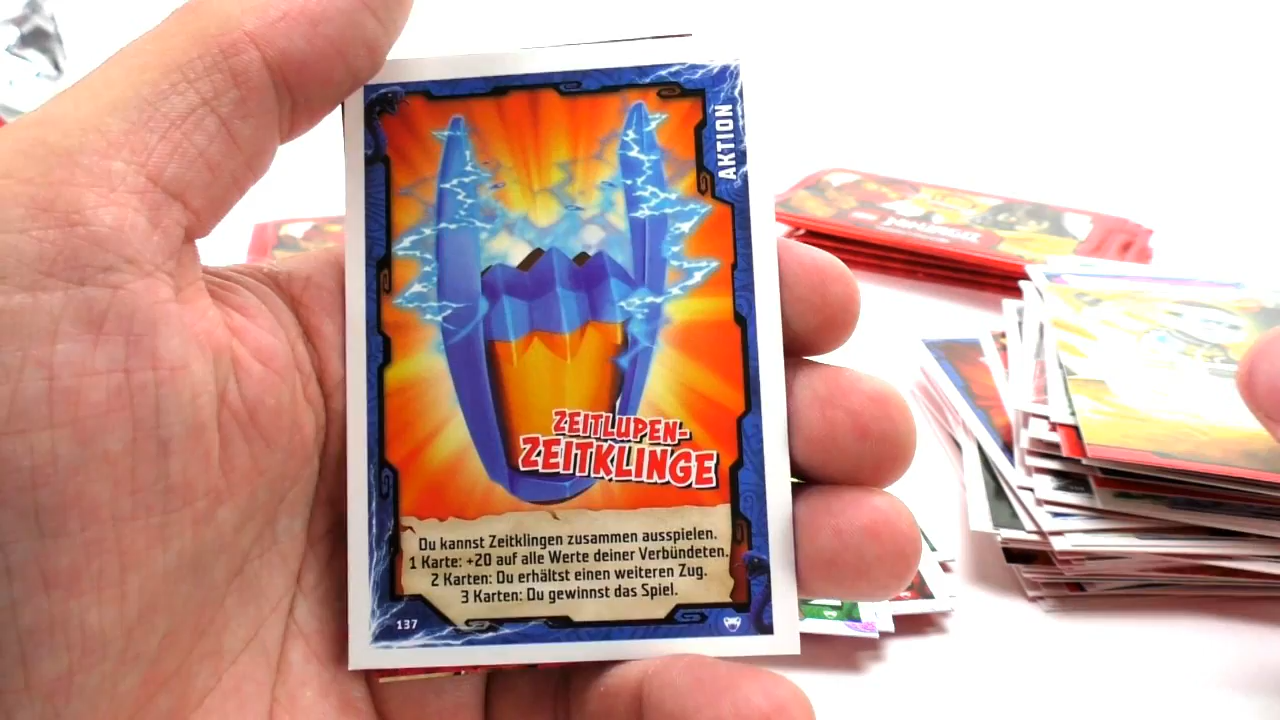 AKTION
ZEITLUPEN-
ZEITKLINGE
Du kannst Zeitklingen zusammen ausspielen.
1 Karte: +20 auf alle Werte deiner Verbündeten.
2 Karten: Du erhältst einen weiteren Zug.
3 Karten: Du gewinnst das Spiel.
137